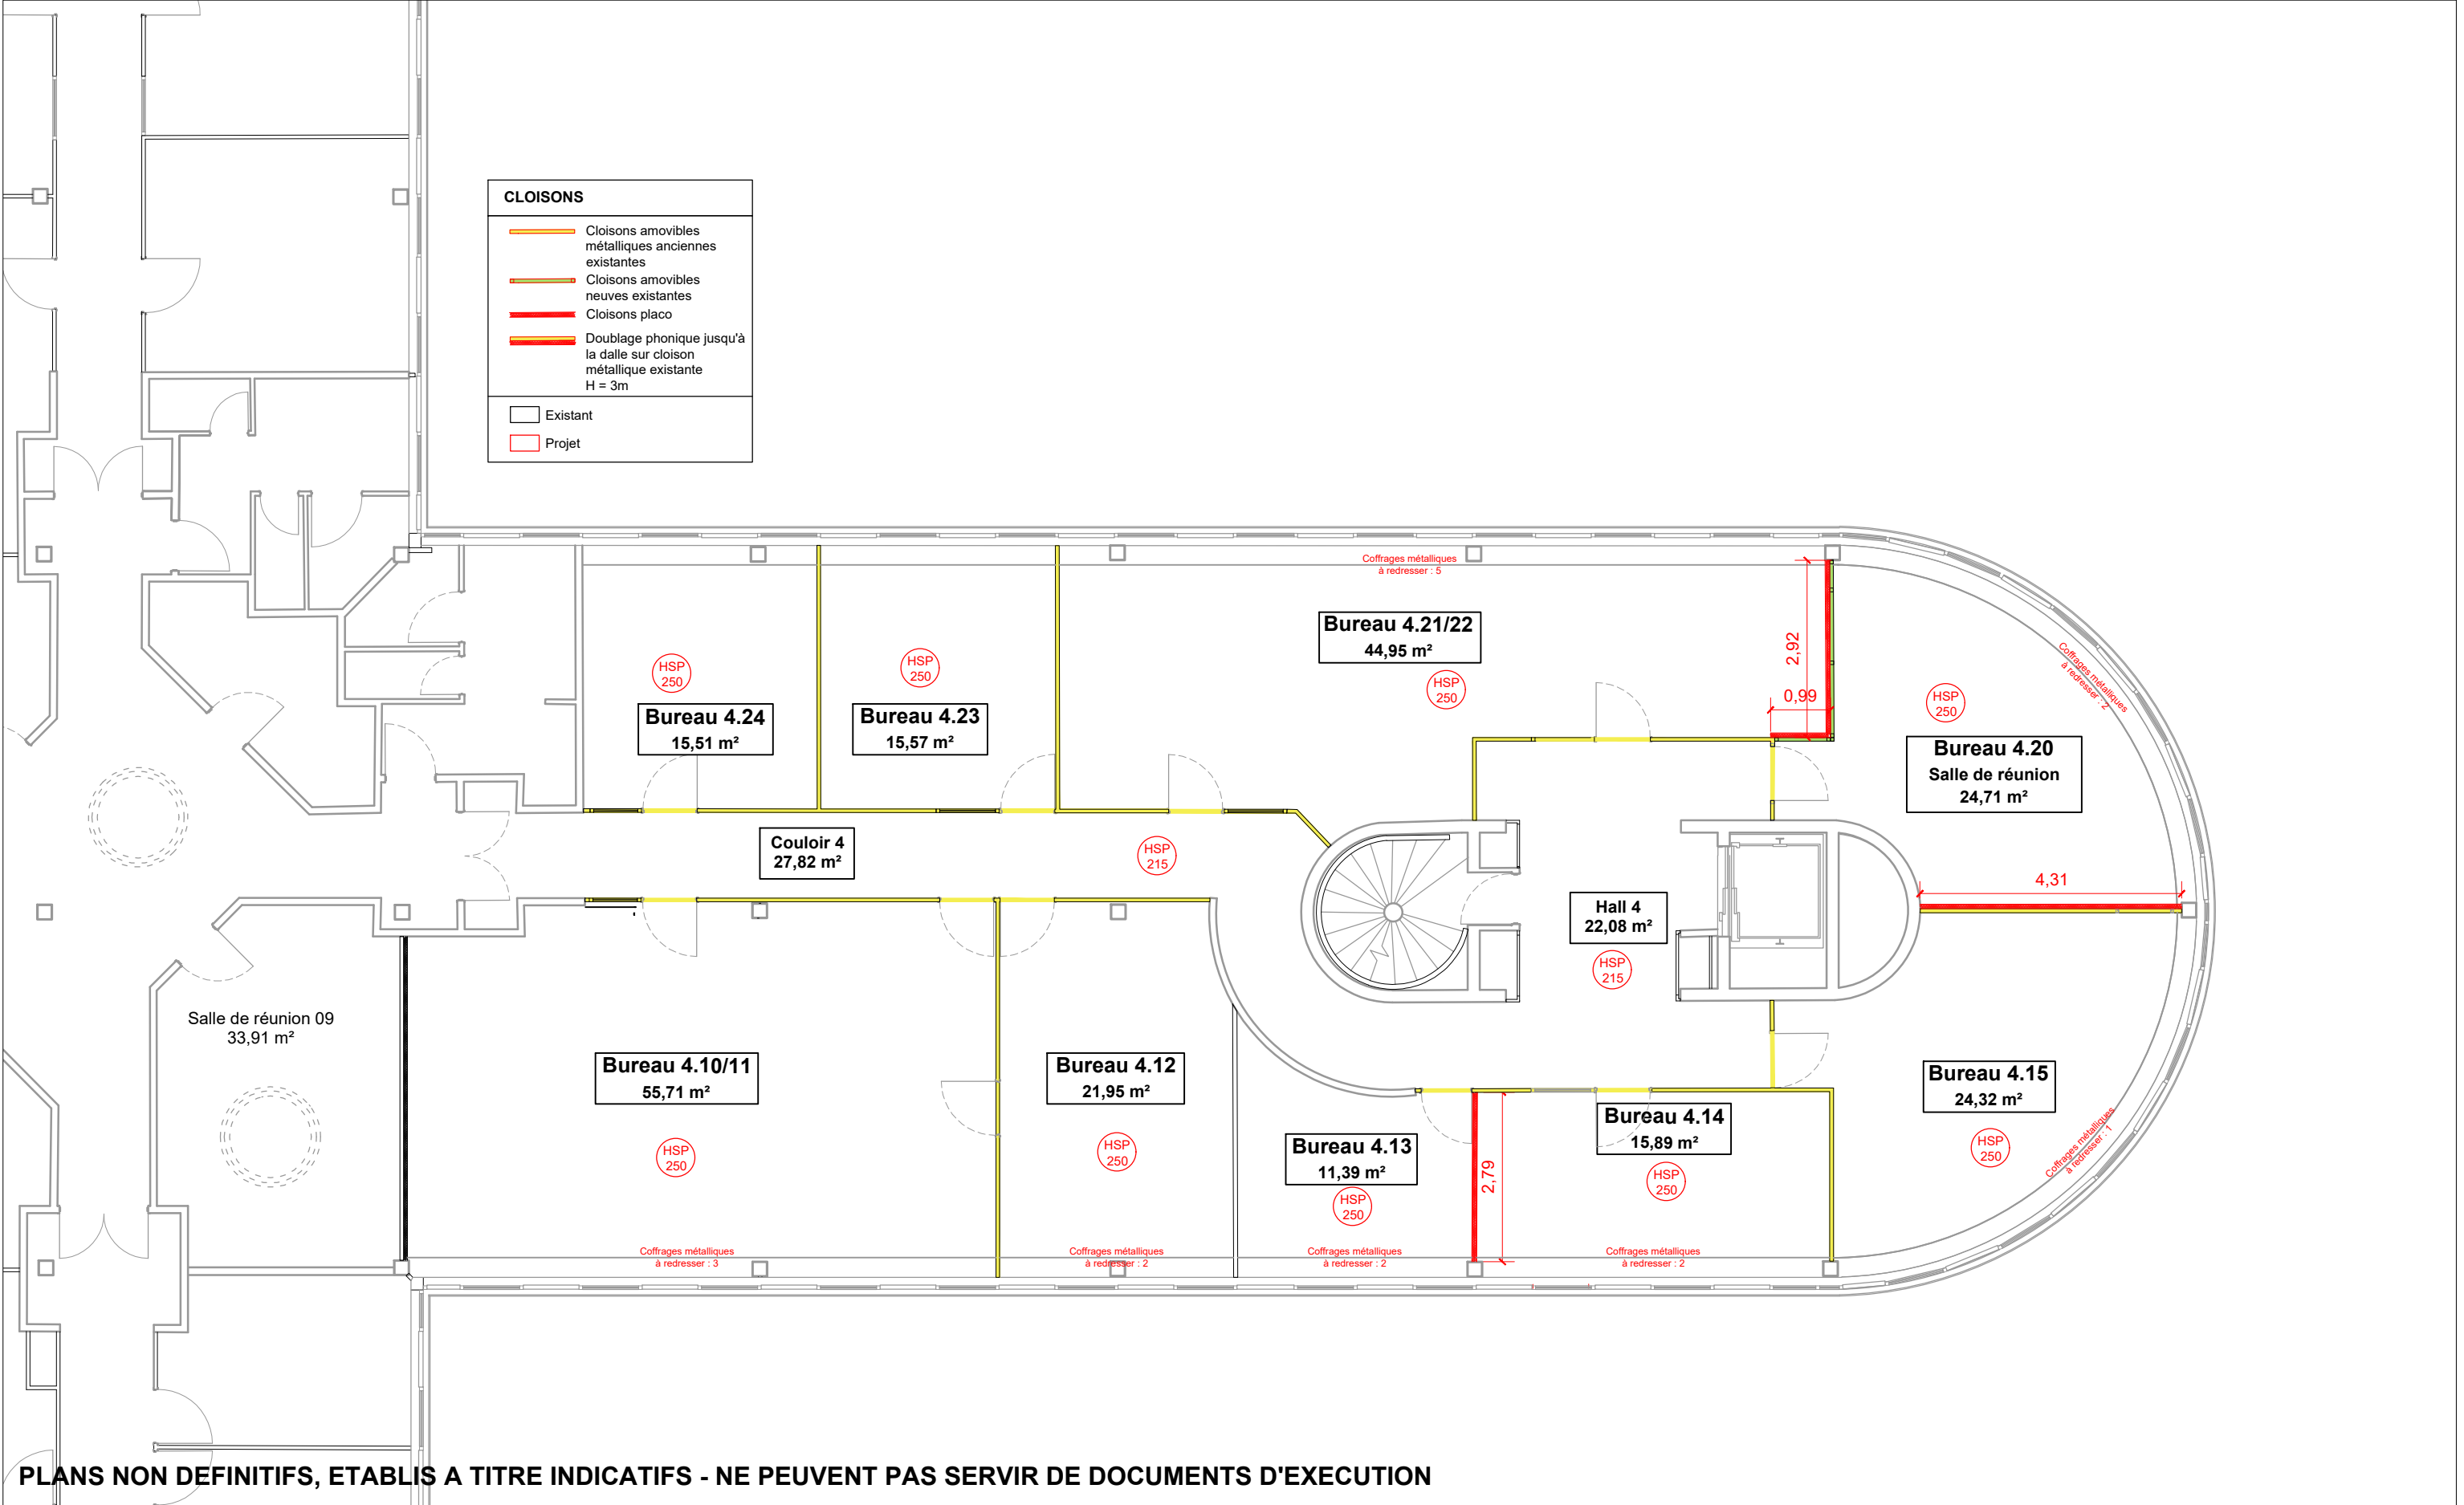 CLOISONS
Cloisons amovibles
métalliques anciennes
existantes
Cloisons amovibles
neuves existantes
Cloisons placo
Doublage phonique jusqu'à
la dalle sur cloison
métallique existante
H = 3m
Existant
Projet
Coffrages métalliques
à redresser : 5
Bureau 4.21/22
44,95 m²
HSP
250
2,92
0,99
Coffrages métalliques
à redresser : 2
HSP
250
Bureau 4.20
Salle de réunion
24,71 m²
HSP
250
Bureau 4.24
15,51 m²
HSP
250
Bureau 4.23
15,57 m²
Couloir 4
27,82 m²
HSP
215
4,31
Hall 4
22,08 m²
HSP
215
Salle de réunion 09
33,91 m²
Bureau 4.10/11
55,71 m²
HSP
250
Coffrages métalliques
à redresser : 3
Bureau 4.12
21,95 m²
HSP
250
Coffrages métalliques
à redresser : 2
Bureau 4.13
11,39 m²
HSP
250
Coffrages métalliques
à redresser : 2
2,79
Bureau 4.14
15,89 m²
HSP
250
Coffrages métalliques
à redresser : 2
Bureau 4.15
24,32 m²
HSP
250
Coffrages métalliques
à redresser : 1
PLANS NON DEFINITIFS, ETABLIS A TITRE INDICATIFS - NE PEUVENT PAS SERVIR DE DOCUMENTS D'EXECUTION